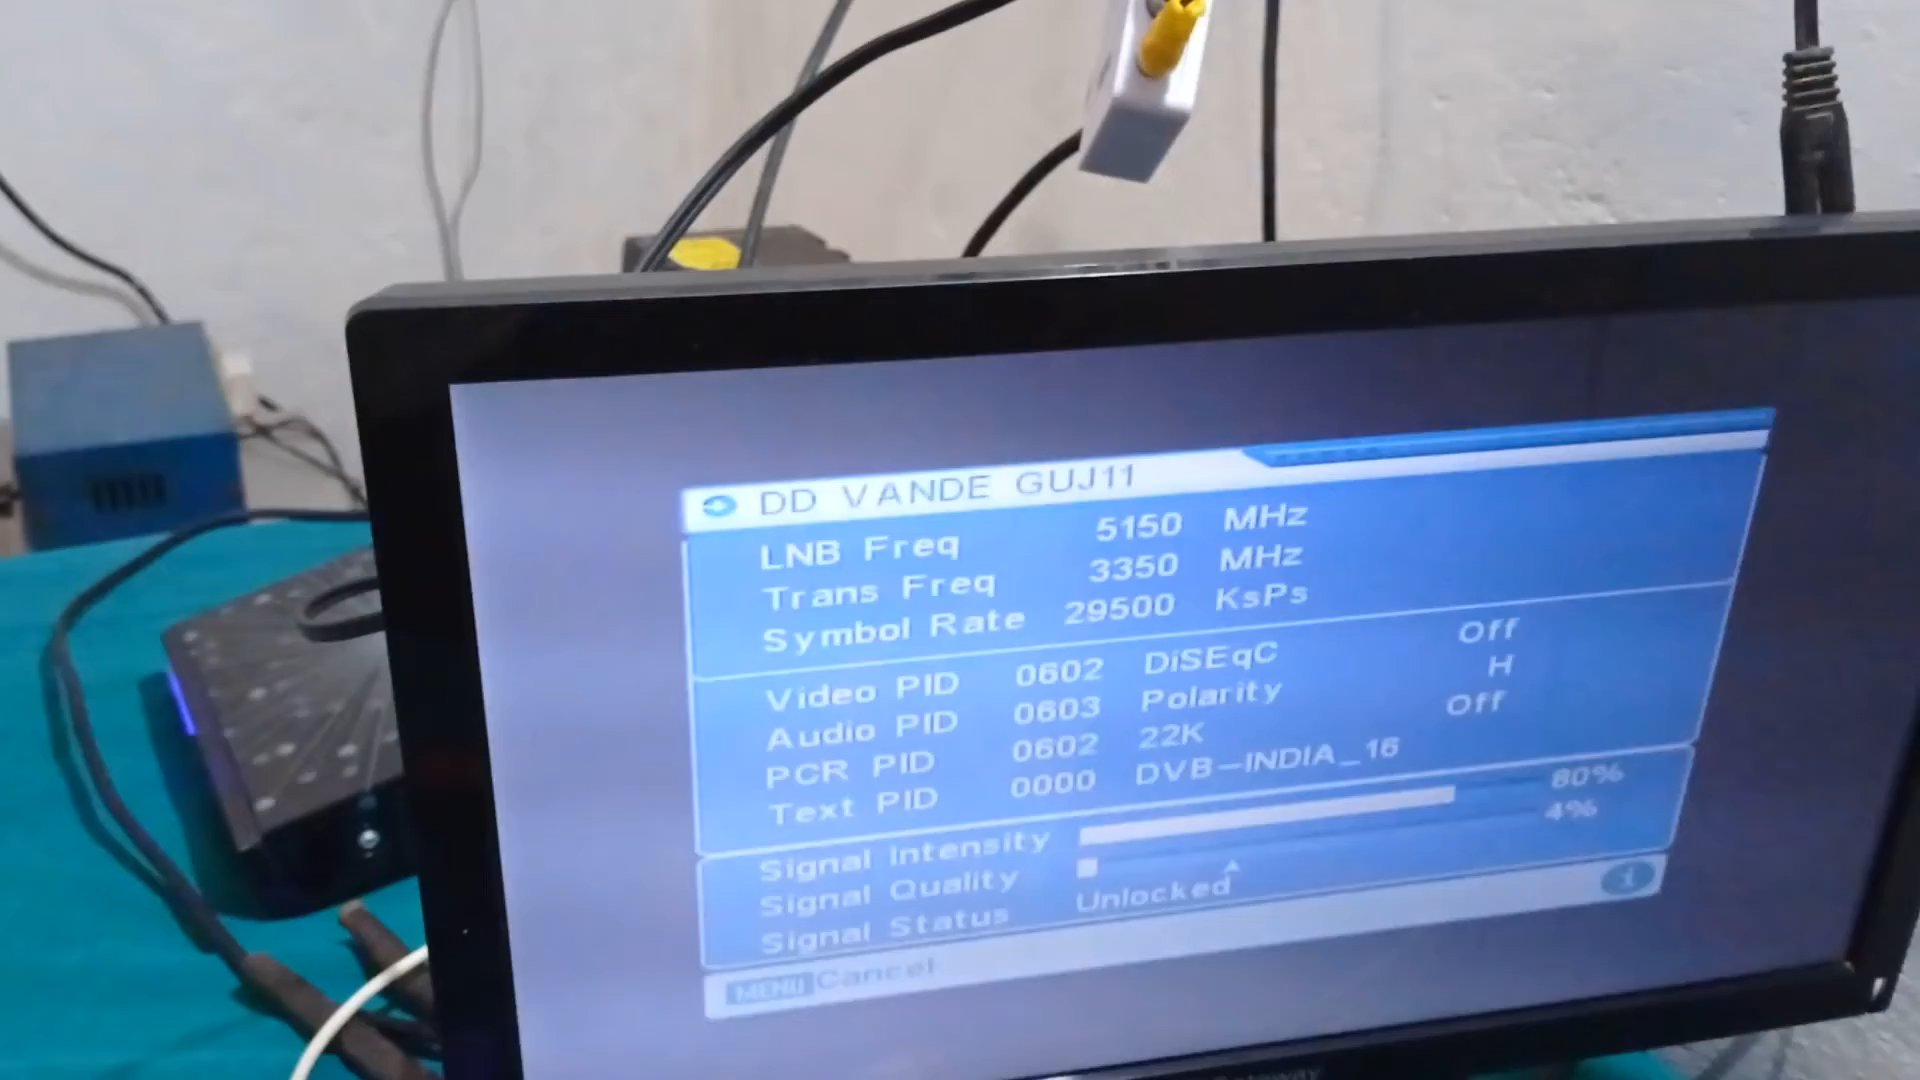 DD VANDE GUJ11
LNB Freq 5150 MHz
Trans Freq 3350 MHz
Symbol Rate 29500 KsPs
Video PID 0602 DiSEqC Off
Audio PID 0603 Polarity H
PCR PID 0602 22K Off
Text PID 0000 DVB-INDIA_16
Signal Intensity 80%
Signal Quality 4%
Signal Status Unlocked
i
MENU Cancel